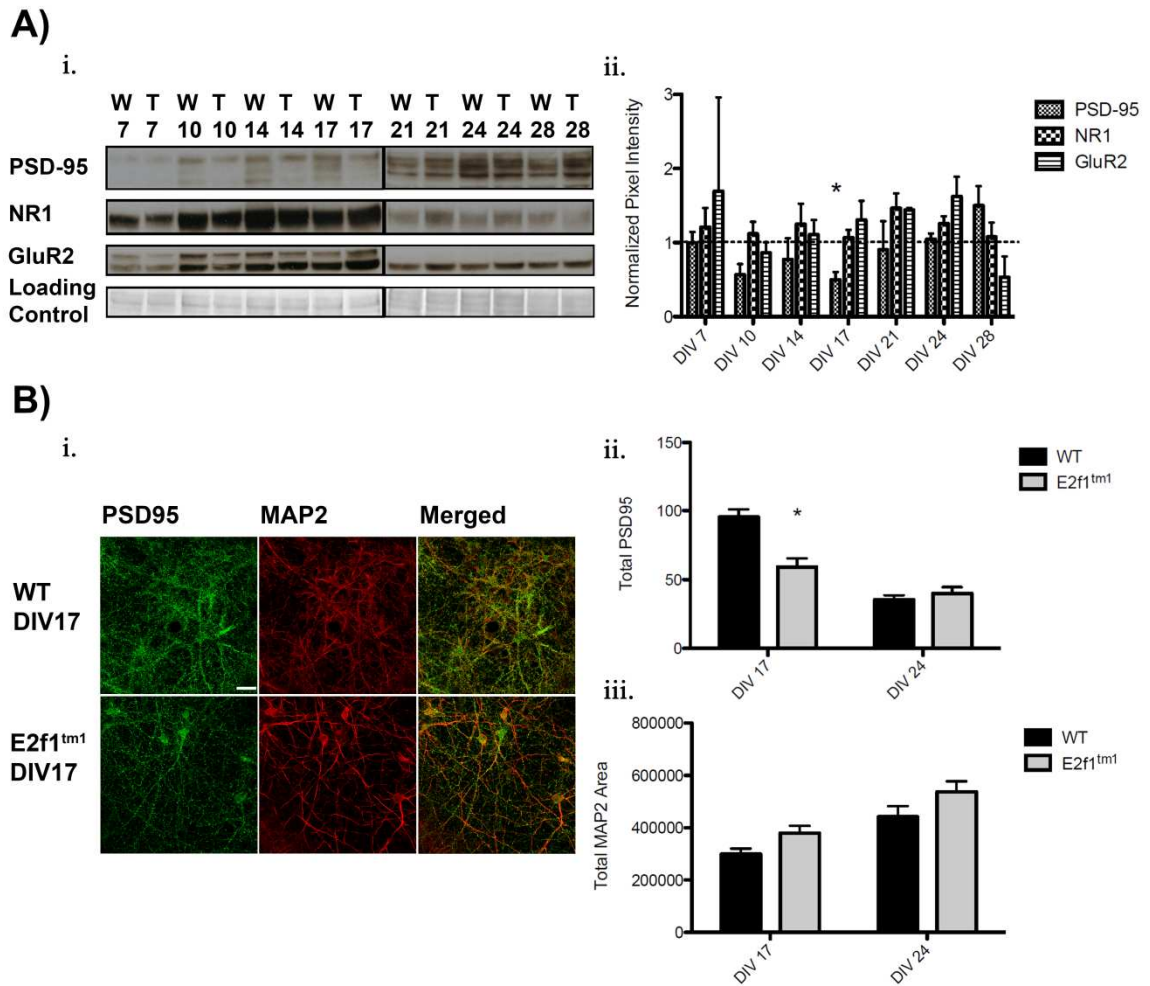 A)
i.
W T W T W T W T W T W T W T
7 7 10 10 14 14 17 17 21 21 24 24 28 28
PSD-95
NR1
GluR2
Loading
Control
ii.
Normalized Pixel Intensity
3
2
1
0
*
DIV 7
DIV 10
DIV 14
DIV 17
DIV 21
DIV 24
DIV 28
PSD-95
NR1
GluR2
B)
i.
PSD95 MAP2 Merged
WT
DIV17
E2f1tm1
DIV17
ii.
Total PSD95
150
100
50
0
*
DIV 17
DIV 24
WT
E2f1tm1
iii.
Total MAP2 Area
800000
600000
400000
200000
0
DIV 17
DIV 24
WT
E2f1tm1